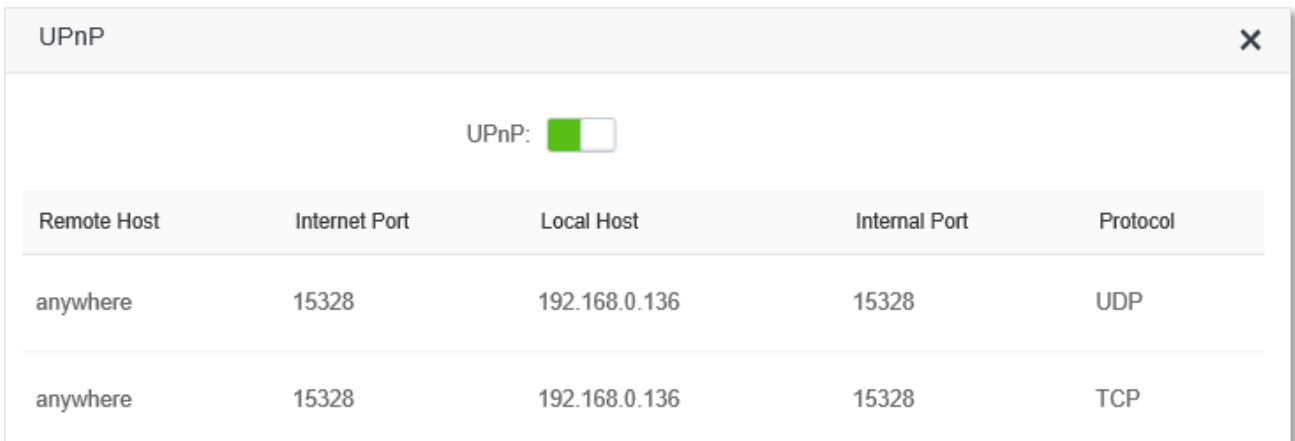 UPnP
UPnP:
Remote Host Internet Port Local Host Internal Port Protocol
anywhere 15328 192.168.0.136 15328 UDP
anywhere 15328 192.168.0.136 15328 TCP